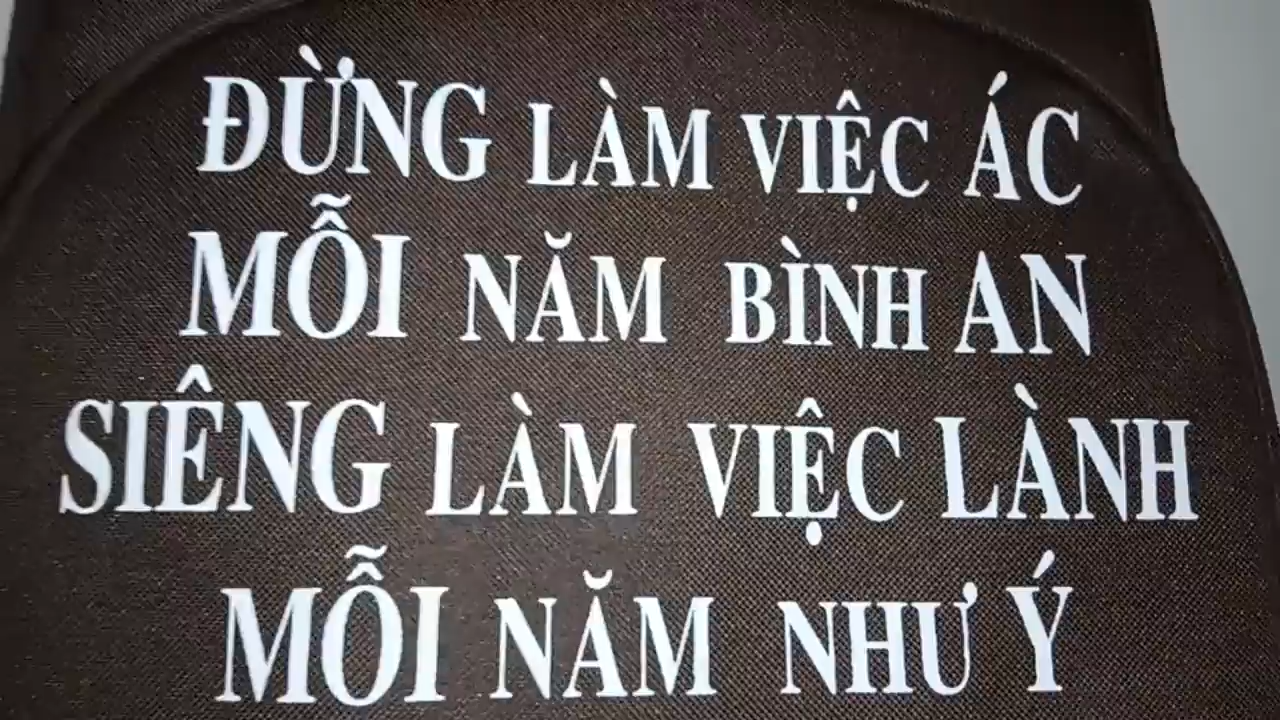 ĐỪNG LÀM VIỆC ÁC
MỖI NĂM BÌNH AN
SIÊNG LÀM VIỆC LÀNH
MỖI NĂM NHƯ Ý